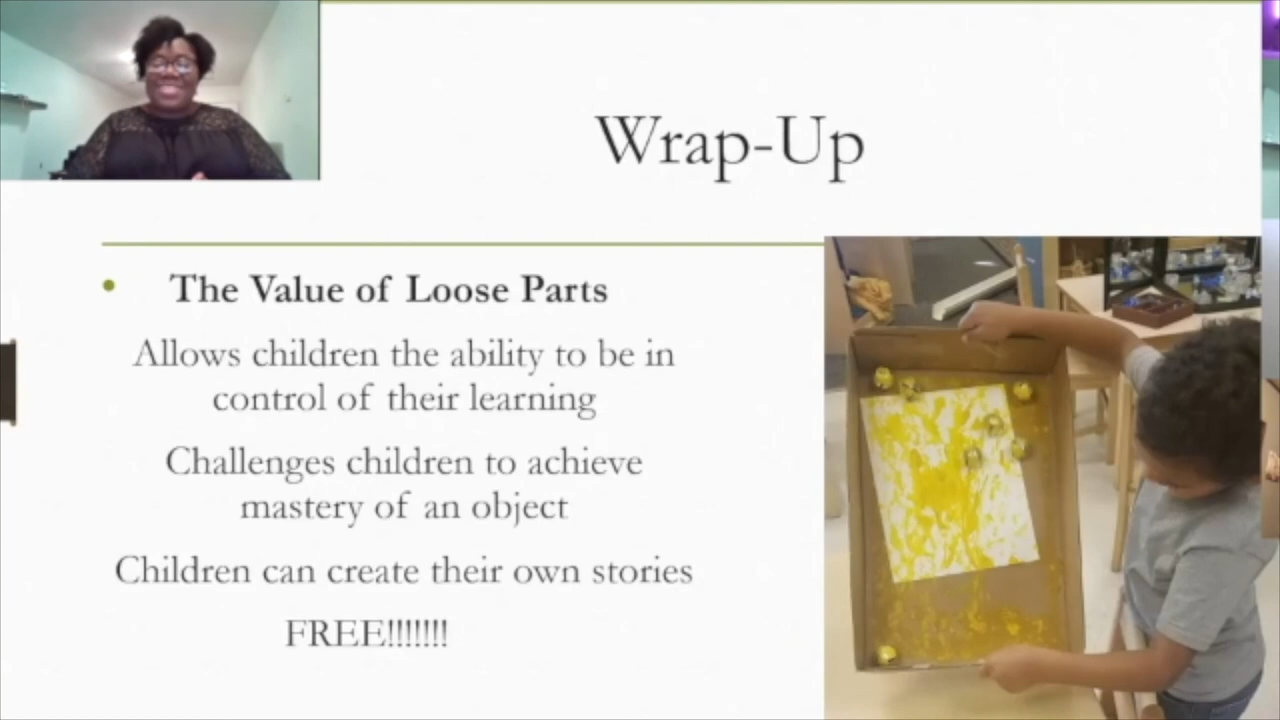 Wrap-Up
• The Value of Loose Parts
Allows children the ability to be in
control of their learning
Challenges children to achieve
mastery of an object
Children can create their own stories
FREE!!!!!!!